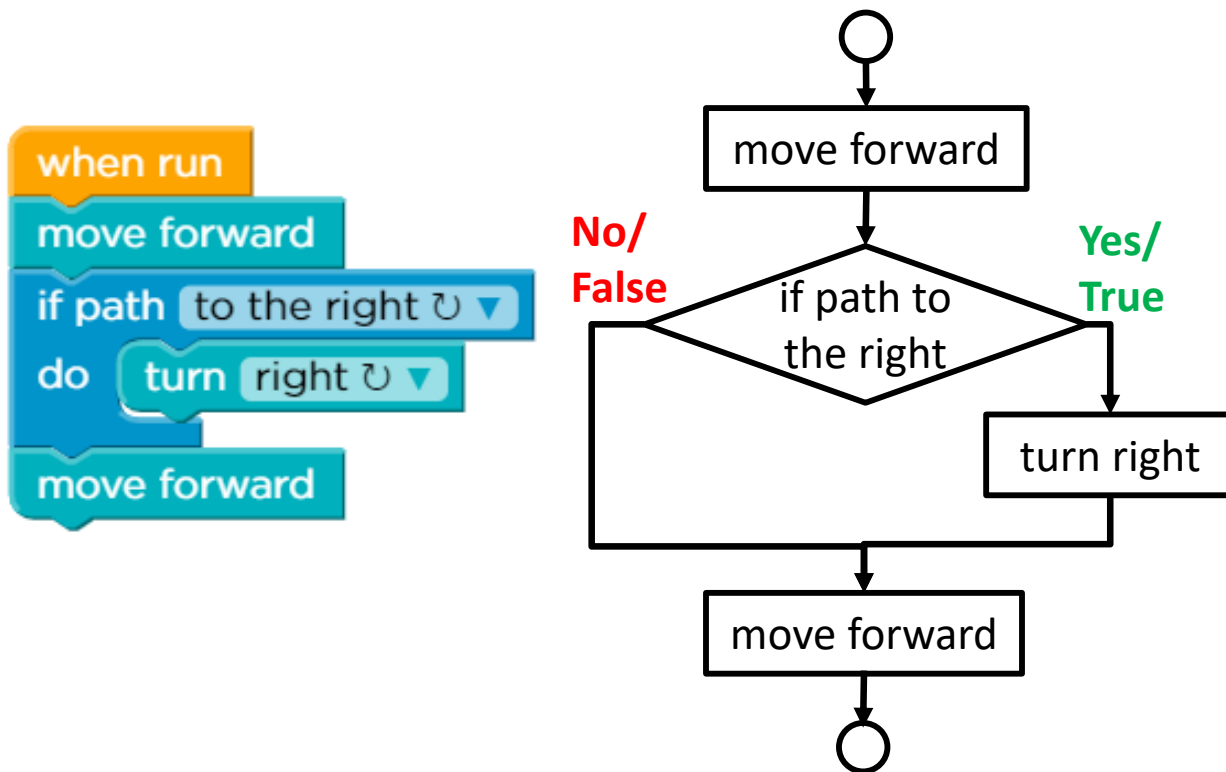 when run
move forward
if path to the right ↻ ▼
do turn right ↻ ▼
move forward
move forward
No/
False
Yes/
True
if path to
the right
turn right
move forward